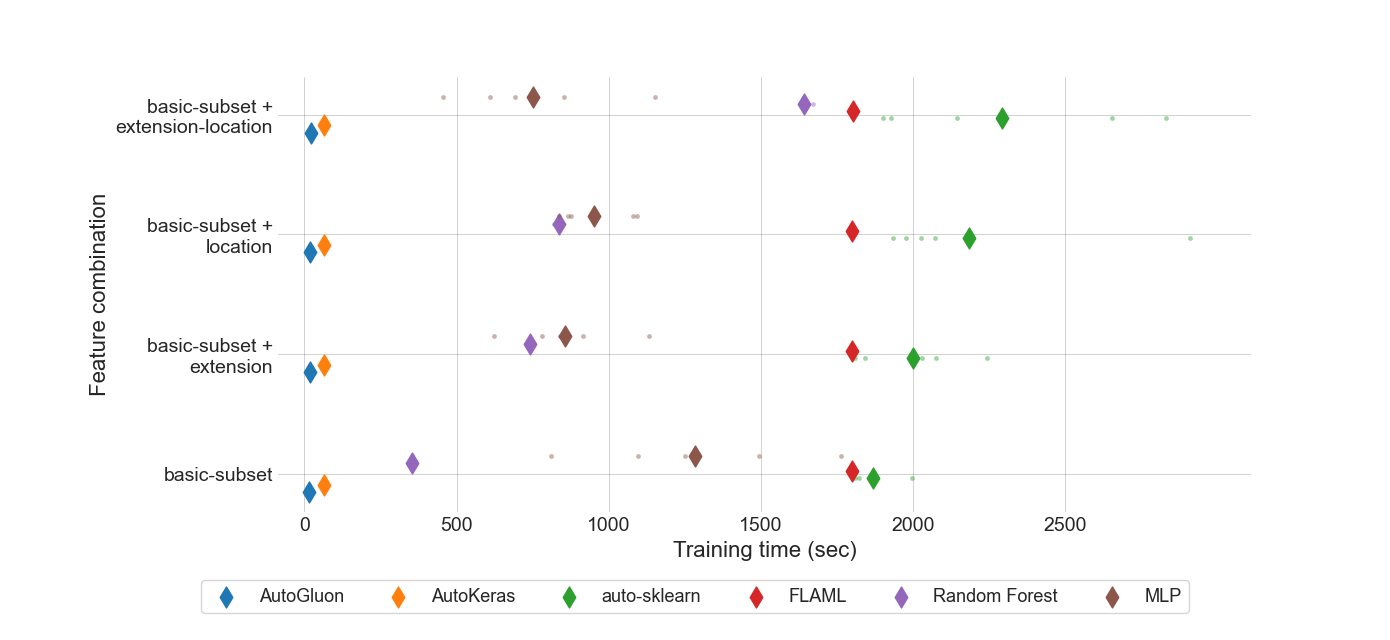 basic-subset +
extension-location
basic-subset +
location
basic-subset +
extension
basic-subset
Feature combination
0 500 1000 1500 2000 2500
Training time (sec)
AutoGluon AutoKeras auto-sklearn FLAML Random Forest MLP